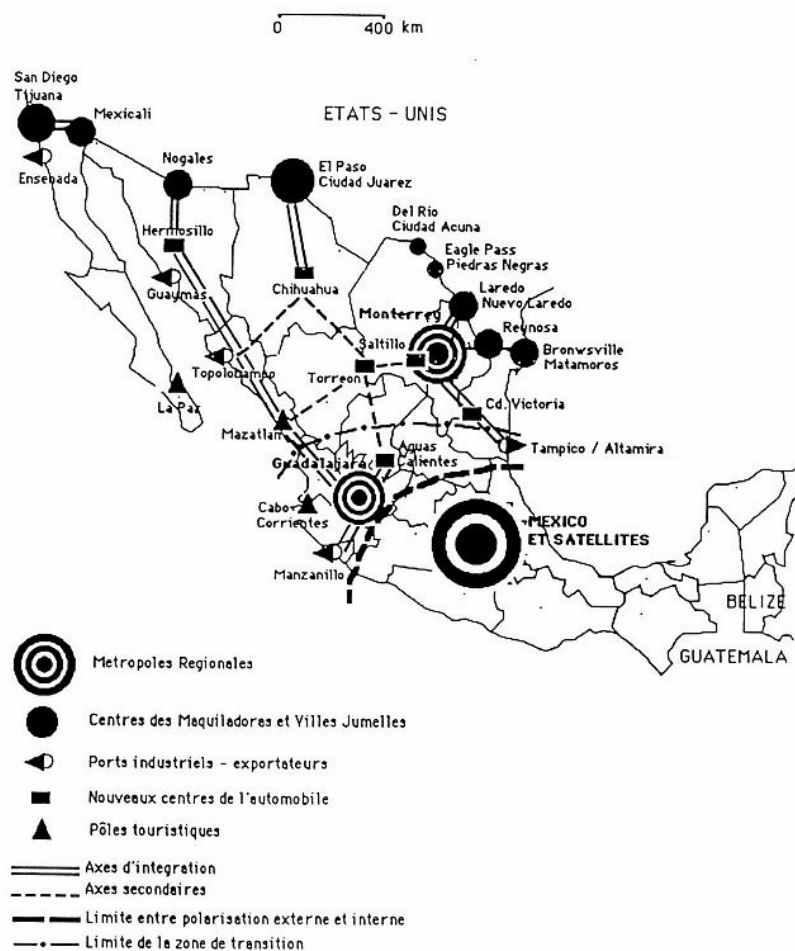 0 400 km
San Diego
Tijuana
Mexicali
ETATS - UNIS
Ensenada
Nogales
El Paso
Ciudad Juarez
Hermosillo
Del Rio
Ciudad Acuna
Eagle Pass
Piedras Negras
Guaymas
Chihuahua
Laredo
Nuevo Laredo
Monterrey
Reynosa
Saltillo
Bronwsville
Matamoros
Topolobampo
Torreon
La Paz
Cd. Victoria
Mazatlan
Tampico / Altamira
Guadalajara
Aguas
Calientes
Cabo
Corrientes
MEXICO
ET SATELLITES
Manzanillo
BELIZE
GUATEMALA
Metropoles Regionales
Centres des Maquiladoras et Villes Jumelles
Ports industriels - exportateurs
Nouveaux centres de l'automobile
Pôles touristiques
Axes d'integration
Axes secondaires
Limite entre polarisation externe et interne
Limite de la zone de transition